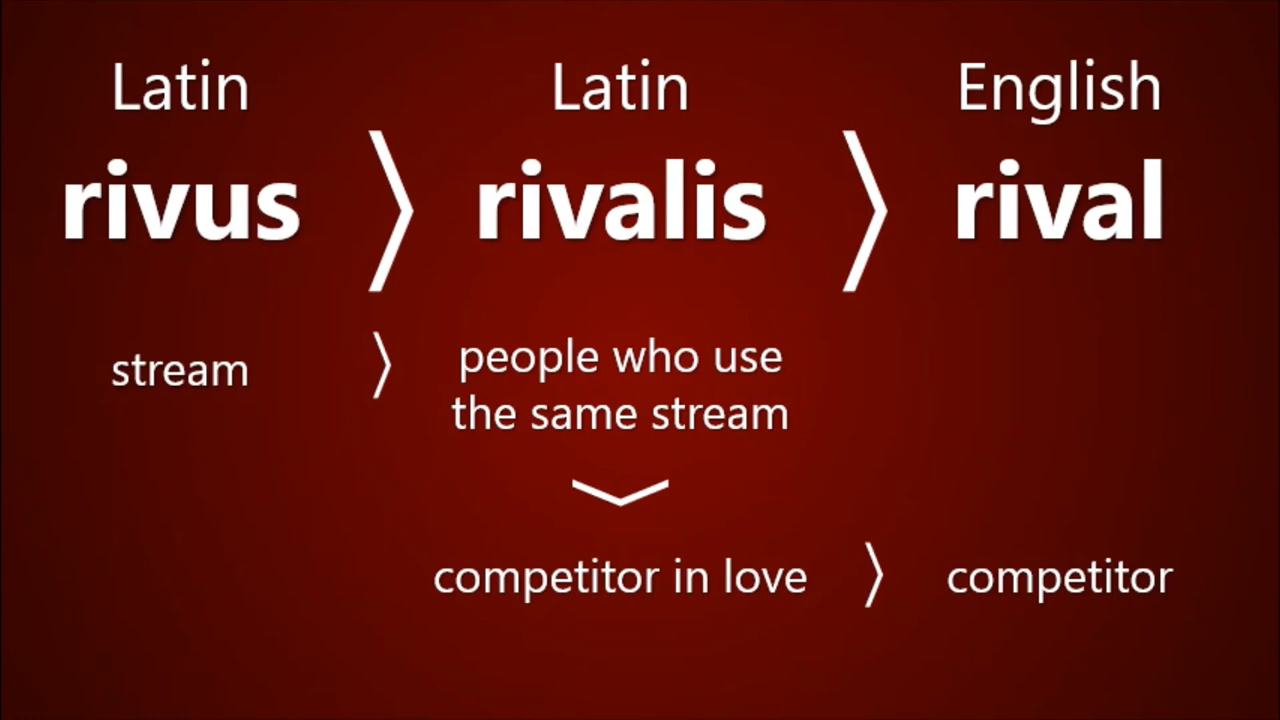 Latin
Latin
English
rivus
rivalis
rival
stream
people who use
the same stream
competitor in love
competitor